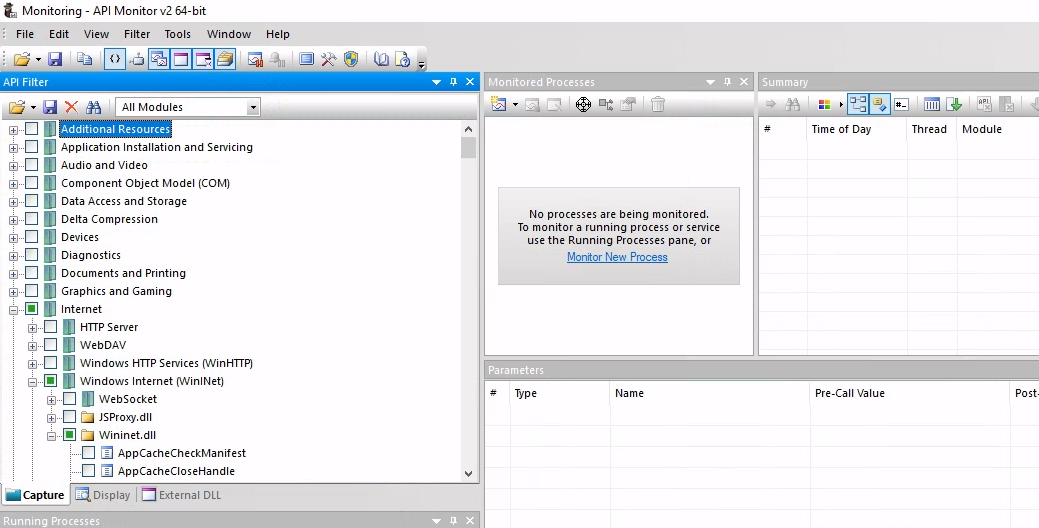 Monitoring - API Monitor v2 64-bit
File Edit View Filter Tools Window Help
API Filter
All Modules
Additional Resources
Application Installation and Servicing
Audio and Video
Component Object Model (COM)
Data Access and Storage
Delta Compression
Devices
Diagnostics
Documents and Printing
Graphics and Gaming
Internet
HTTP Server
WebDAV
Windows HTTP Services (WinHTTP)
Windows Internet (WinINet)
WebSocket
JSProxy.dll
Wininet.dll
AppCacheCheckManifest
AppCacheCloseHandle
Capture Display External DLL
Running Processes
Monitored Processes
No processes are being monitored.
To monitor a running process or service
use the Running Processes pane, or
Monitor New Process
Summary
# Time of Day Thread Module
Parameters
# Type Name Pre-Call Value Post-